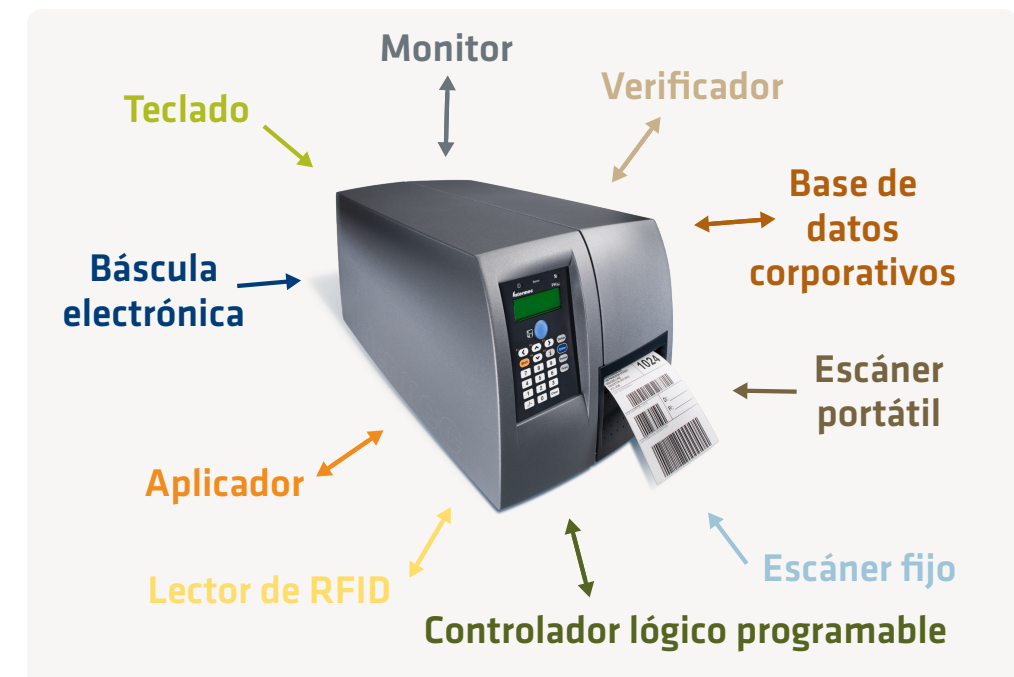 Monitor
Verificador
Teclado
Base de
datos
corporativos
Báscula
electrónica
Intermec
1024
Escáner
portátil
Aplicador
Escáner fijo
Lector de RFID
Controlador lógico programable